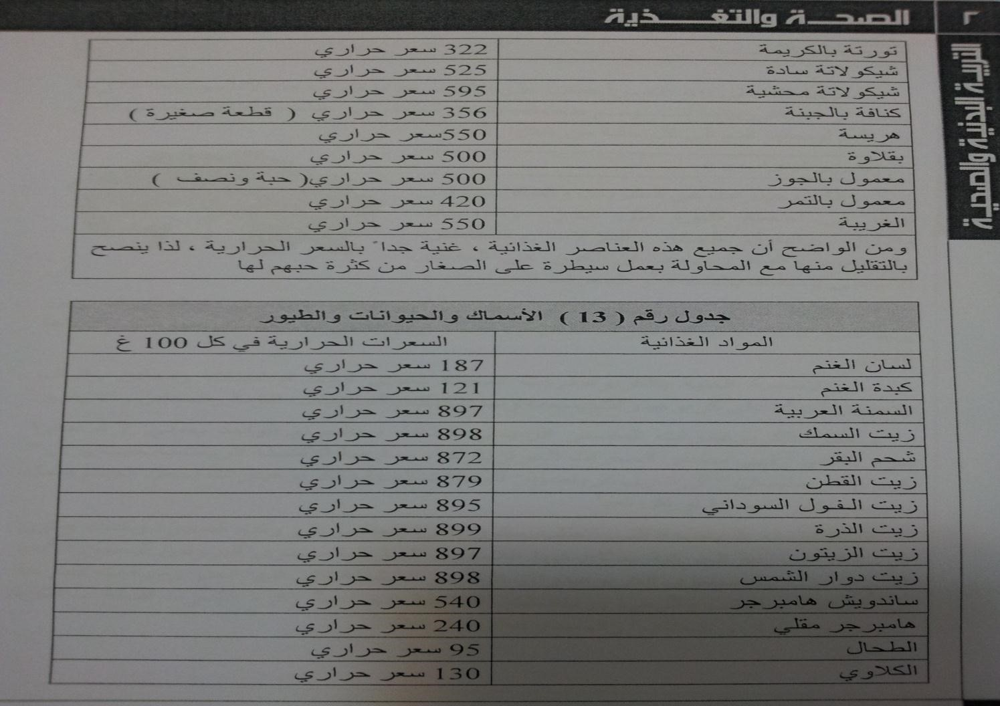 ٢
الصحـــة والتغـــــذية
التربية البدنية والصحية
تورتة بالكريمة 322 سعر حراري
شيكولاتة سادة 525 سعر حراري
شيكولاتة محشية 595 سعر حراري
كنافة بالجبنة 356 سعر حراري ( قطعة صغيرة )
هريسة 550سعر حراري
بقلاوة 500 سعر حراري
معمول بالجوز 500 سعر حراري( حبة ونصف )
معمول بالتمر 420 سعر حراري
الغريبة 550 سعر حراري
ومن الواضح أن جميع هذه العناصر الغذائية ، غنية جداً بالسعر الحرارية ، لذا ينصح
بالتقليل منها مع المحاولة بعمل سيطرة على الصغار من كثرة حبهم لها
جدول رقم ( 13 ) الأسماك والحيوانات والطيور
المواد الغذائية السعرات الحرارية في كل 100 غ
لسان الغنم 187 سعر حراري
كبدة الغنم 121 سعر حراري
السمنة العربية 897 سعر حراري
زيت السمك 898 سعر حراري
شحم البقر 872 سعر حراري
زيت القطن 879 سعر حراري
زيت الفول السوداني 895 سعر حراري
زيت الذرة 899 سعر حراري
زيت الزيتون 897 سعر حراري
زيت دوار الشمس 898 سعر حراري
ساندويش هامبرجر 540 سعر حراري
هامبرجر مقلي 240 سعر حراري
الطحال 95 سعر حراري
الكلاوي 130 سعر حراري